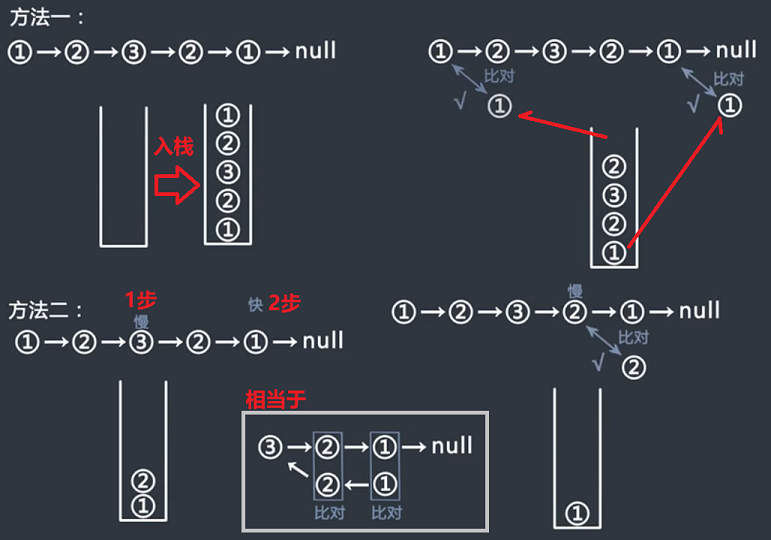 方法一：
①→②→③→②→①→null
入栈
①
②
③
②
①
①→②→③→②→①→null
比对
√ ①
比对
√ ①
②
③
②
①
方法二：
1步
慢
快 2步
①→②→③→②→①→null
②
①
相当于
③→②→①→null
②←①
比对 比对
慢
①→②→③→②→①→null
比对
√ ②
①